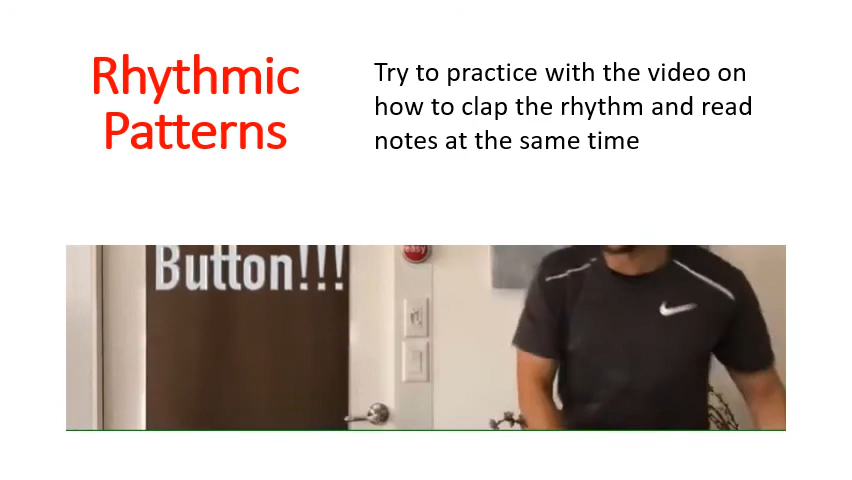 Rhythmic
Patterns
Try to practice with the video on
how to clap the rhythm and read
notes at the same time
Button!!!
easy